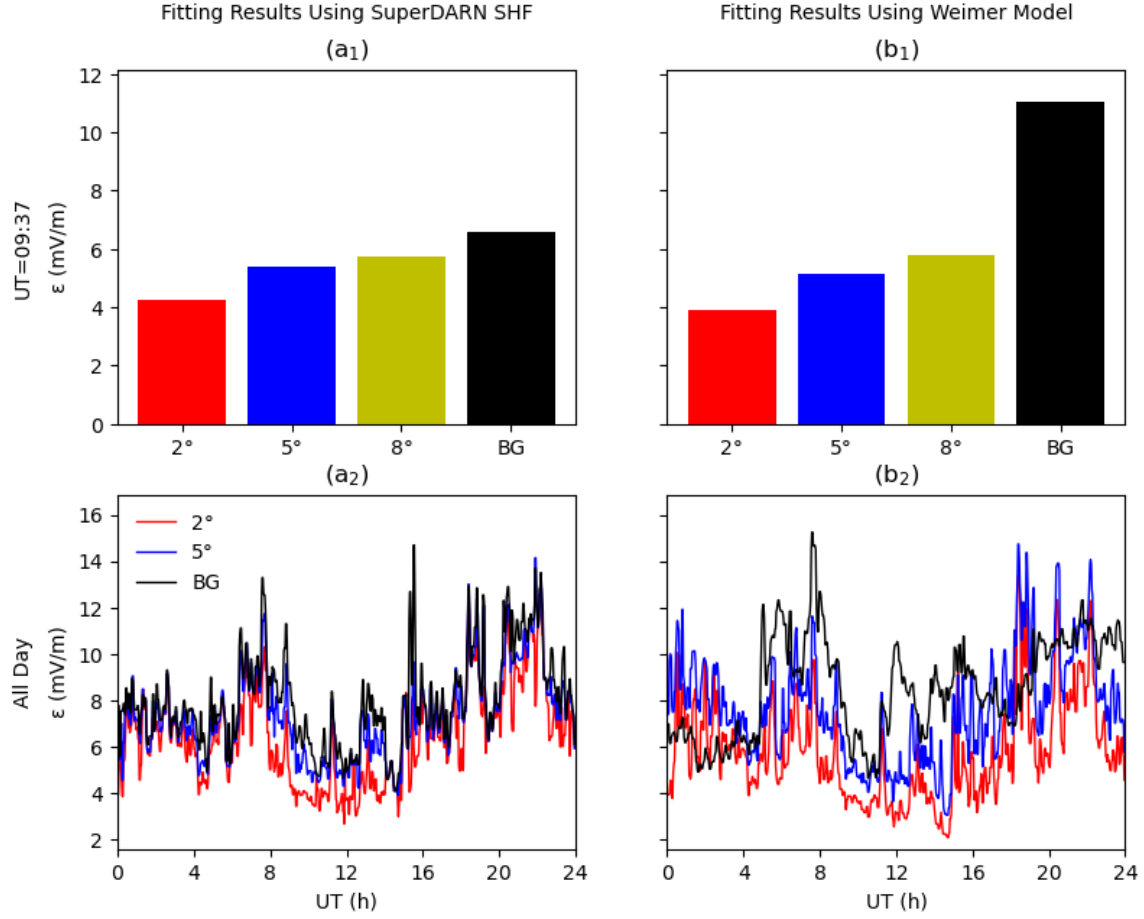 Fitting Results Using SuperDARN SHF
Fitting Results Using Weimer Model
(a₁)
(b₁)
UT=09:37
ε (mV/m)
12
10
8
6
4
2
0
2°
5°
8°
BG
2°
5°
8°
BG
(a₂)
(b₂)
All Day
ε (mV/m)
16
14
12
10
8
6
4
2
2°
5°
BG
0
4
8
12
16
20
24
0
4
8
12
16
20
24
UT (h)
UT (h)